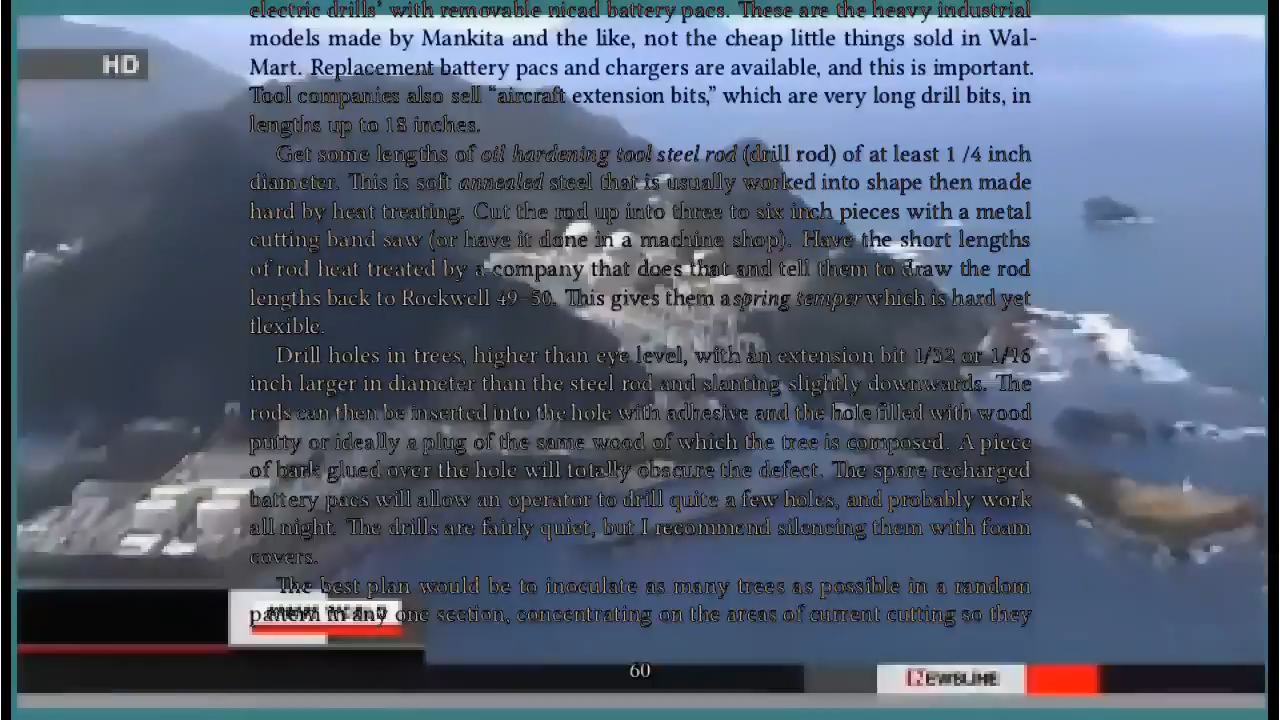 electric drills' with removable nicad battery pacs. These are the heavy industrial
models made by Mankita and the like, not the cheap little things sold in Wal-
Mart. Replacement battery pacs and chargers are available, and this is important.
Tool companies also sell “aircraft extension bits,” which are very long drill bits, in
lengths up to 18 inches.
Get some lengths of oil hardening tool steel rod (drill rod) of at least 1 /4 inch
diameter. This is soft annealed steel that is usually worked into shape then made
hard by heat treating. Cut the rod up into three to six inch pieces with a metal
cutting band saw (or have it done in a machine shop). Have the short lengths
of rod heat treated by a company that does that and tell them to draw the rod
lengths back to Rockwell 49–50. This gives them a spring temper which is hard yet
flexible.
Drill holes in trees, higher than eye level, with an extension bit 1/32 or 1/16
inch larger in diameter than the steel rod and slanting slightly downwards. The
rods can then be inserted into the hole with adhesive and the hole filled with wood
putty or ideally a plug of the same wood of which the tree is composed. A piece
of bark glued over the hole will totally obscure the defect. The spare recharged
battery pacs will allow an operator to drill quite a few holes, and probably work
all night. The drills are fairly quiet, but I recommend silencing them with foam
covers.
The best plan would be to inoculate as many trees as possible in a random
pattern in any one section, concentrating on the areas of current cutting so they
60
HD
NEWSLINE